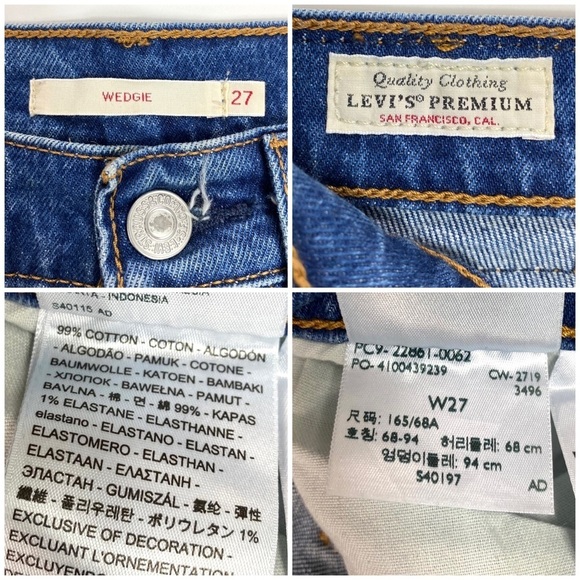 WEDGIE 27
Quality Clothing
LEVI'S® PREMIUM
SAN FRANCISCO, CAL.
- INDONESIA
S40115 AD
99% COTTON - COTON - ALGODÓN
- ALGODÃO - PAMUK - COTONE -
BAUMWOLLE - KATOEN - BAMBAKI
- ХЛОПОК - BAWEŁNA - PAMUT -
BAVLNA - 棉 - 면 - 綿 99% - KAPAS
1% ELASTANE - ELASTHANNE -
elastano - ELASTANO - ELASTAN -
ELASTOMERO - ELASTHAN -
ELASTAAN - ΕΛΑΣΤΑΝΗ -
ЭЛАСТАН - GUMISZÁL - 氨纶 - 彈性
纖維 - 폴리우레탄 - ポリウレタン 1%
EXCLUSIVE OF DECORATION -
EXCLUANT L'ORNEMENTATION
PC9- 22861-0062
PO- 4100439239 CW-2719
3496
W27
尺码: 165/68A
호칭: 68-94 허리둘레: 68 cm
엉덩이둘레: 94 cm
S40197 AD